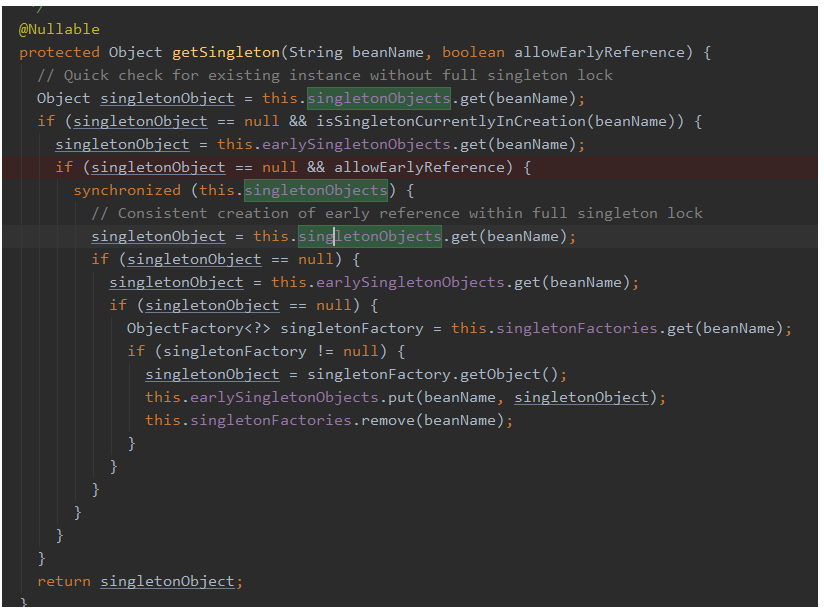 */
@Nullable
protected Object getSingleton(String beanName, boolean allowEarlyReference) {
// Quick check for existing instance without full singleton lock
Object singletonObject = this.singletonObjects.get(beanName);
if (singletonObject == null && isSingletonCurrentlyInCreation(beanName)) {
singletonObject = this.earlySingletonObjects.get(beanName);
if (singletonObject == null && allowEarlyReference) {
synchronized (this.singletonObjects) {
// Consistent creation of early reference within full singleton lock
singletonObject = this.singletonObjects.get(beanName);
if (singletonObject == null) {
singletonObject = this.earlySingletonObjects.get(beanName);
if (singletonObject == null) {
ObjectFactory<?> singletonFactory = this.singletonFactories.get(beanName);
if (singletonFactory != null) {
singletonObject = singletonFactory.getObject();
this.earlySingletonObjects.put(beanName, singletonObject);
this.singletonFactories.remove(beanName);
}
}
}
}
}
}
return singletonObject;
}